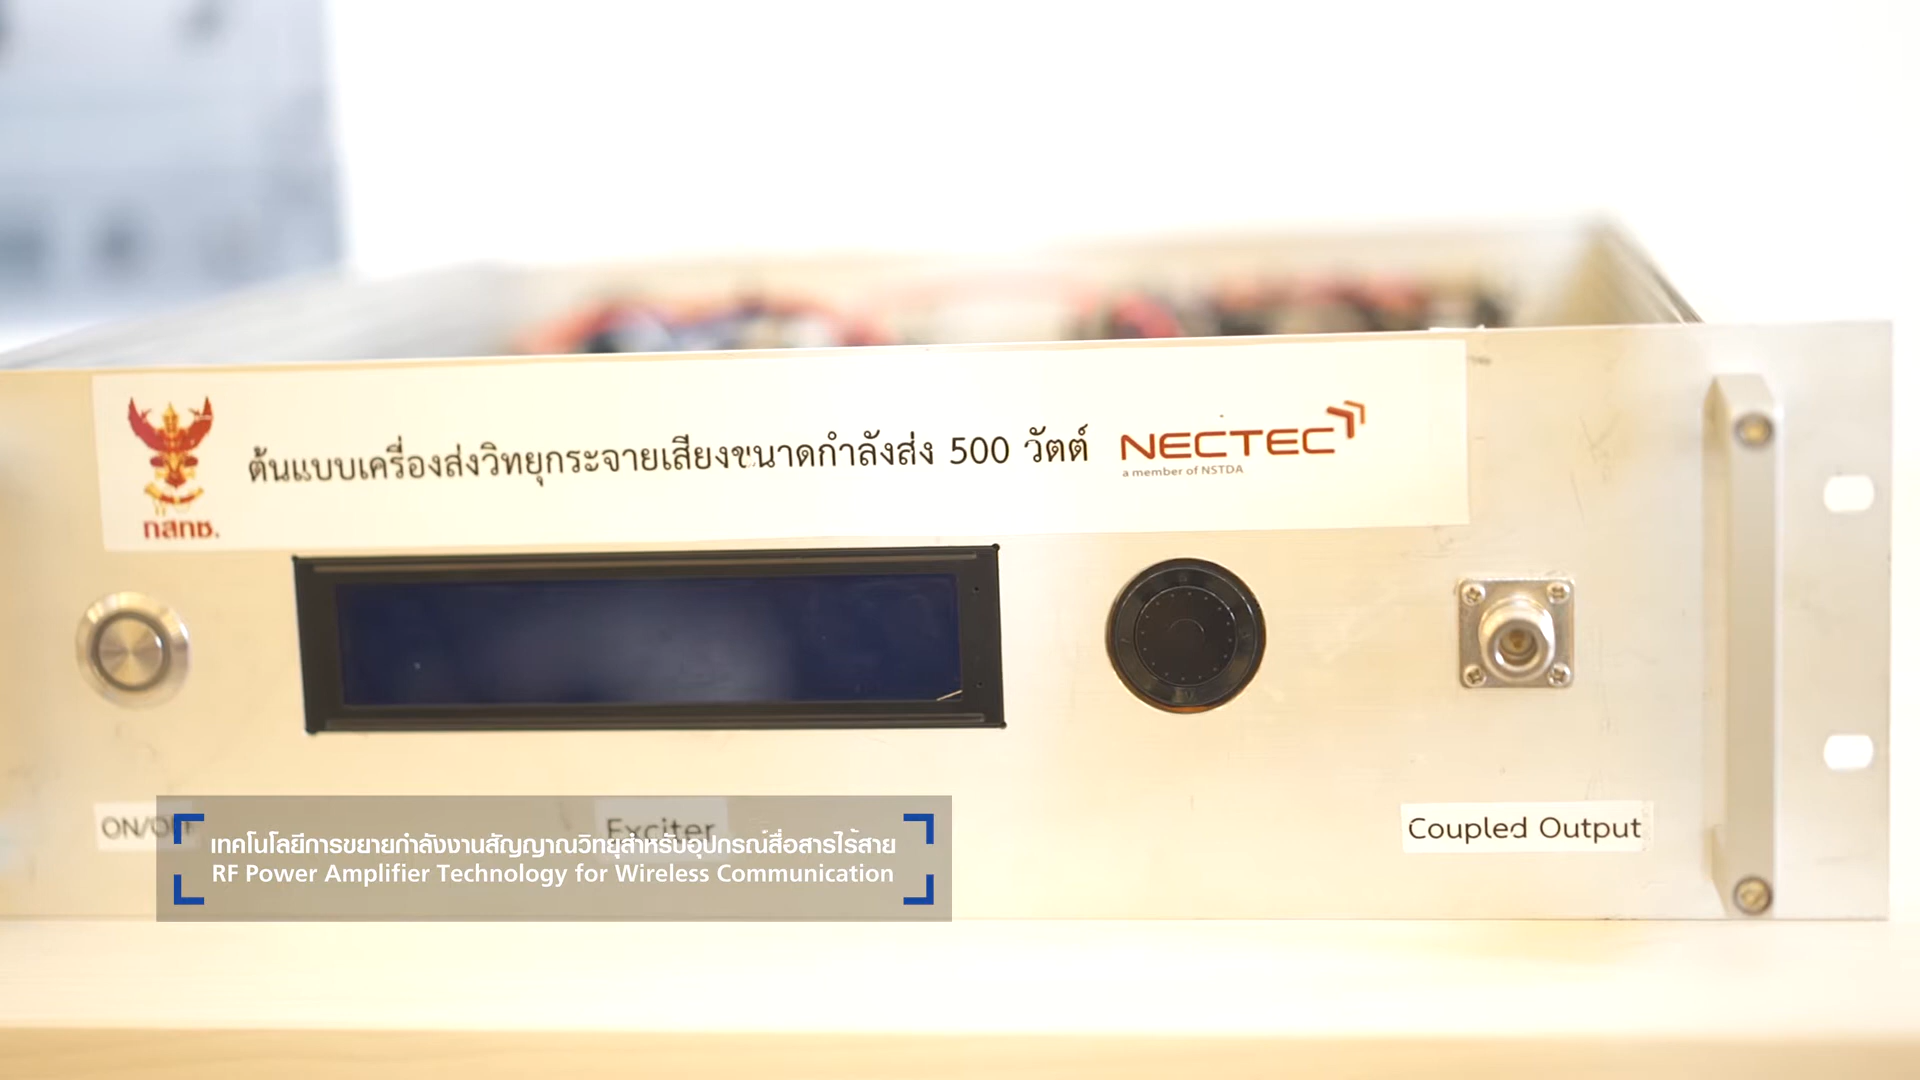 ต้นแบบเครื่องส่งวิทยุกระจายเสียงขนาดกำลังส่ง 500 วัตต์
NECTEC
a member of NSTDA
กสทช.
ON/OFF
Exciter
Coupled Output
เทคโนโลยีการขยายกำลังงานสัญญาณวิทยุสำหรับอุปกรณ์สื่อสารไร้สาย
RF Power Amplifier Technology for Wireless Communication